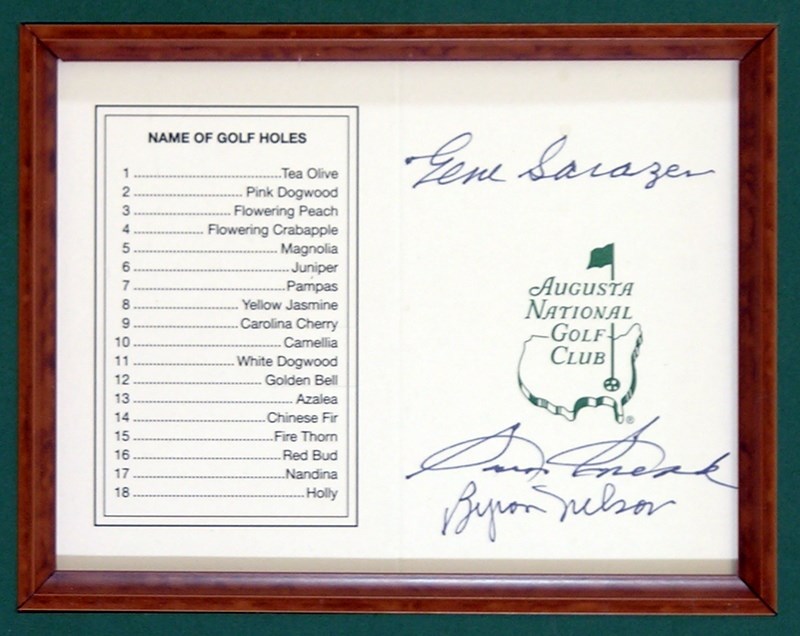 NAME OF GOLF HOLES
1 Tea Olive
2 Pink Dogwood
3 Flowering Peach
4 Flowering Crabapple
5 Magnolia
6 Juniper
7 Pampas
8 Yellow Jasmine
9 Carolina Cherry
10 Camellia
11 White Dogwood
12 Golden Bell
13 Azalea
14 Chinese Fir
15 Fire Thorn
16 Red Bud
17 Nandina
18 Holly
Gene Sarazen
AUGUSTA
NATIONAL
GOLF
CLUB
®
Sam Snead
Byron Nelson